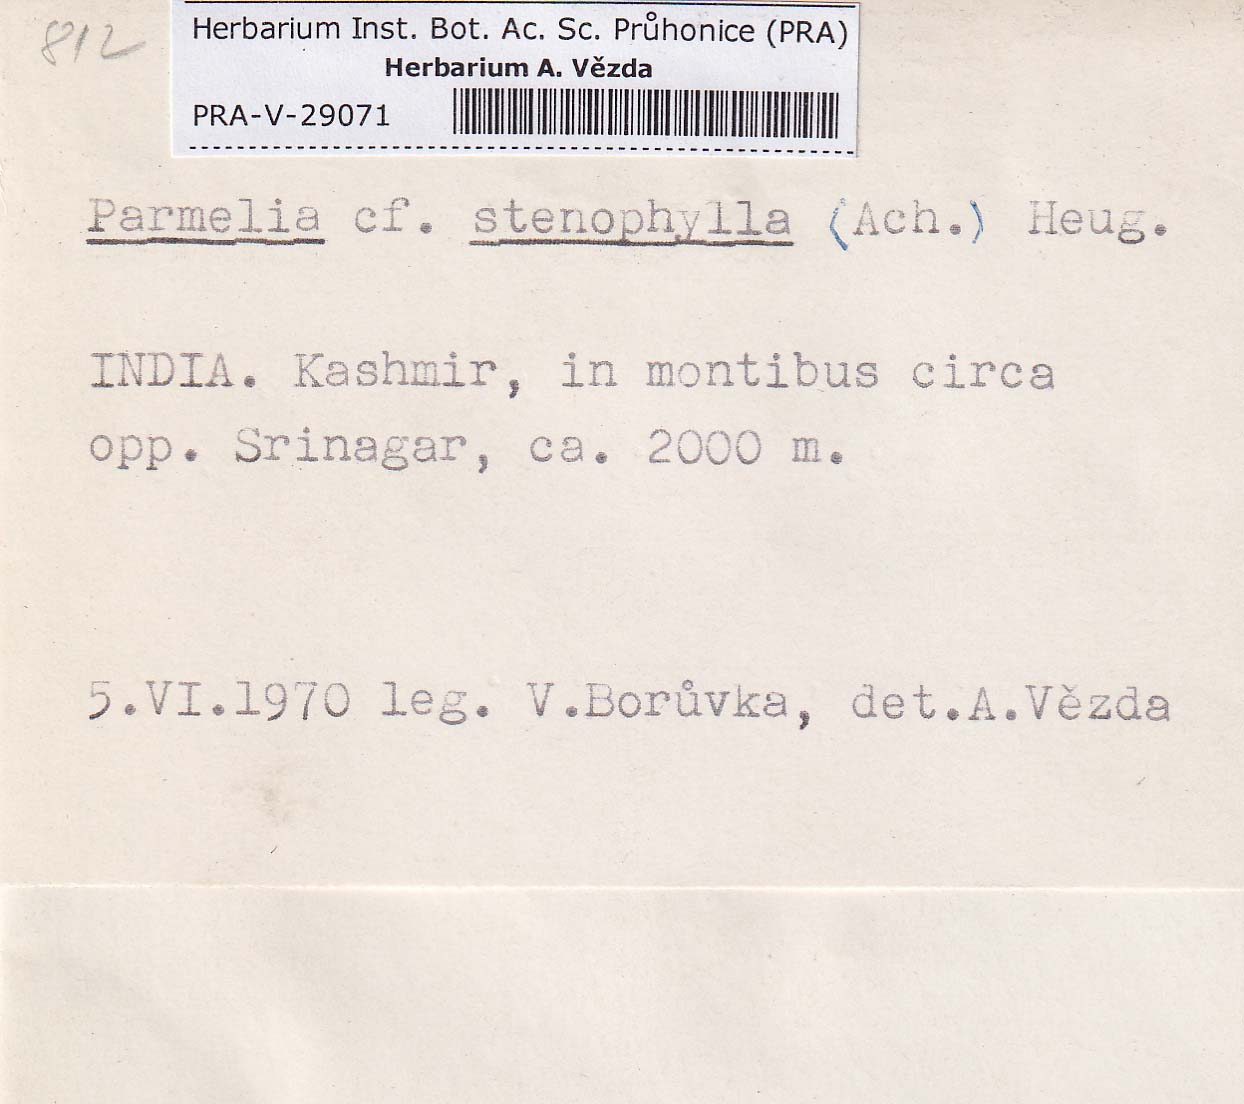 812
Herbarium Inst. Bot. Ac. Sc. Průhonice (PRA)
Herbarium A. Vězda
PRA-V-29071
Parmelia cf. stenophylla (Ach.) Heug.
INDIA. Kashmir, in montibus circa
opp. Srinagar, ca. 2000 m.
5.VI.1970 leg. V.Borůvka, det.A.Vězda